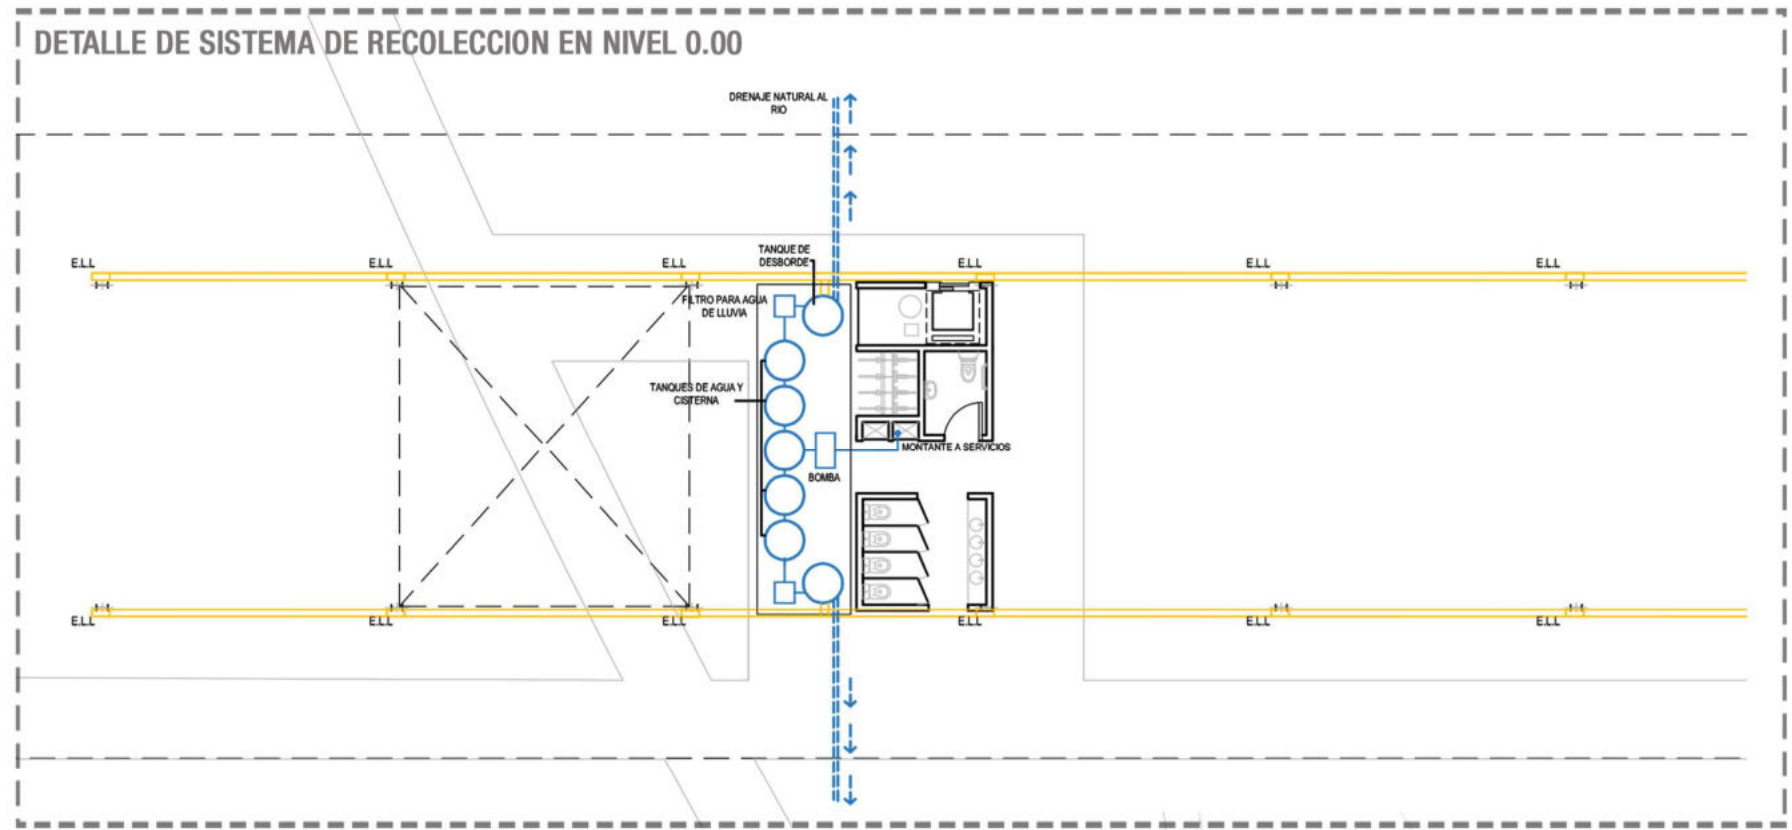 DETALLE DE SISTEMA DE RECOLECCION EN NIVEL 0.00
DRENAJE NATURAL AL
RIO
TANQUE DE
DESBORDE
E.L.L
E.L.L
E.L.L
E.L.L
E.L.L
E.L.L
FILTRO PARA AGUA
DE LLUVIA
TANQUES DE AGUA Y
CISTERNA
MONTANTE A SERVICIOS
BOMBA
E.L.L
E.L.L
E.L.L
E.L.L
E.L.L
E.L.L